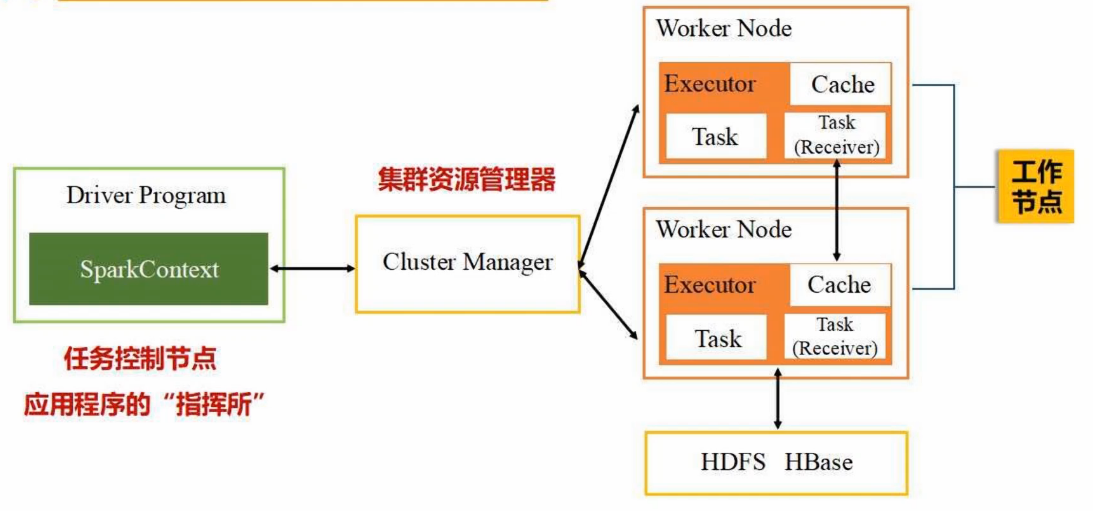 Driver Program
SparkContext
任务控制节点
应用程序的“指挥所”
集群资源管理器
Cluster Manager
Worker Node
Executor
Cache
Task
Task
(Receiver)
Worker Node
Executor
Cache
Task
Task
(Receiver)
HDFS HBase
工作
节点